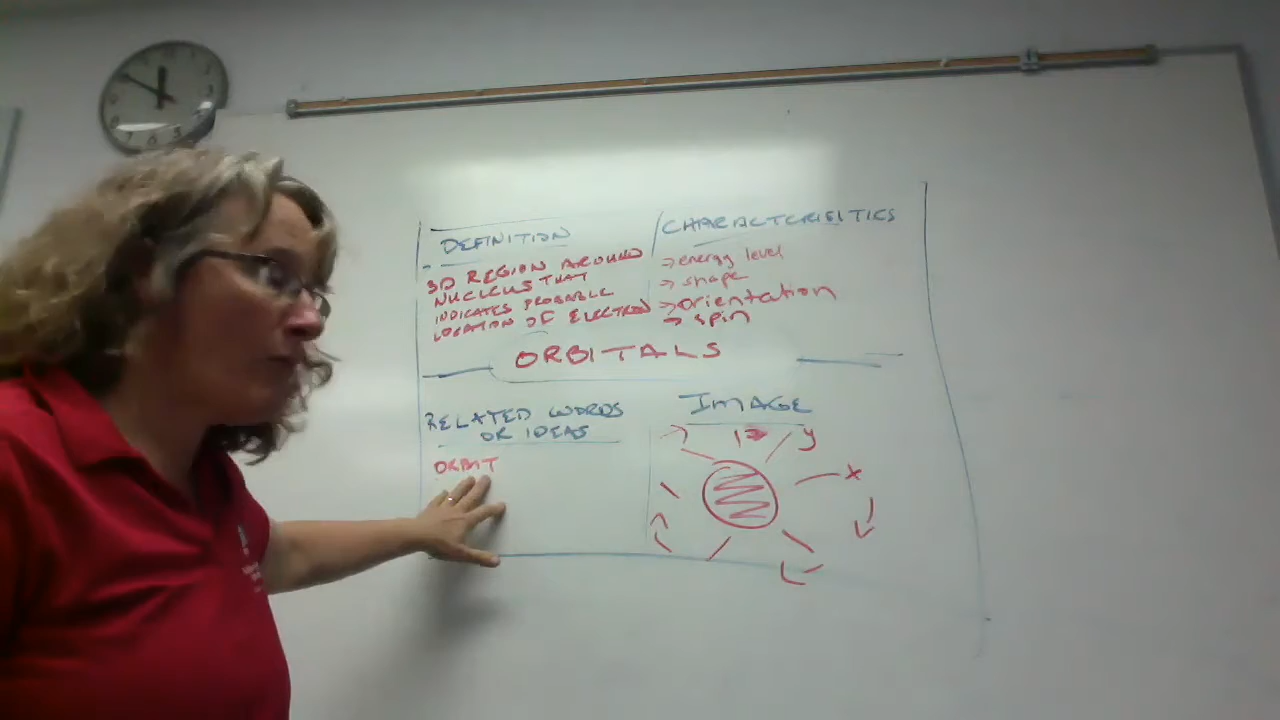 DEFINITION
3D REGION AROUND
NUCLEUS THAT
INDICATES PROBABLE
LOCATION OF ELECTRON
CHARACTERISTICS
→ energy level
→ shape
→ orientation
→ spin
ORBITALS
RELATED WORDS
OR IDEAS
ORBIT
IMAGE
y
x